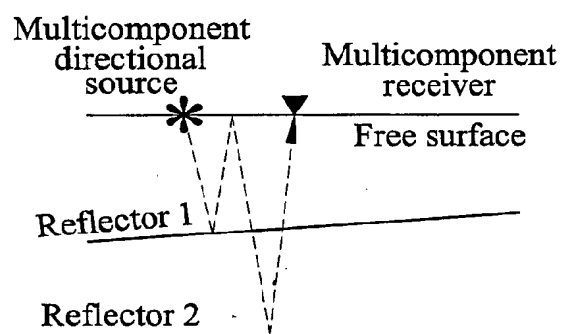 Multicomponent
directional
source
Multicomponent
receiver
Free surface
Reflector 1
Reflector 2